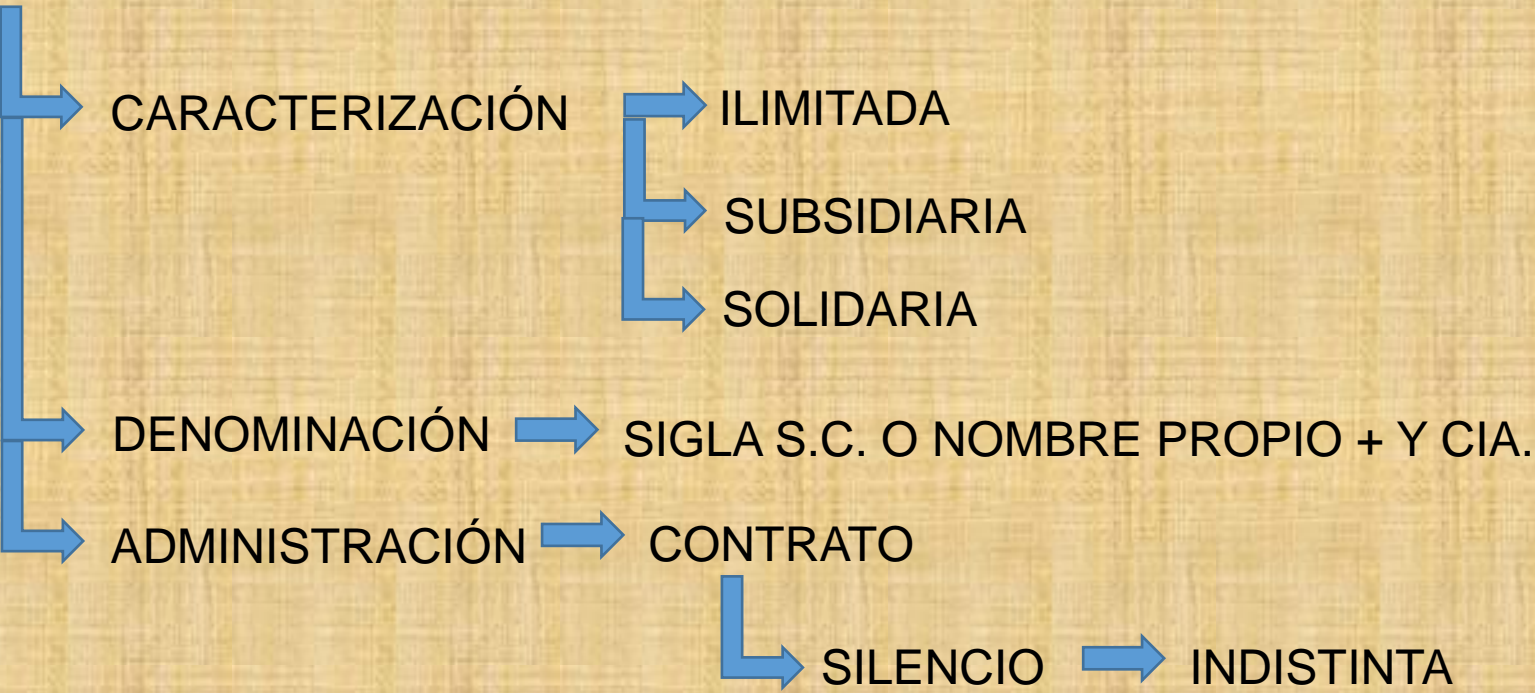 CARACTERIZACIÓN
ILIMITADA
SUBSIDIARIA
SOLIDARIA
DENOMINACIÓN
SIGLA S.C. O NOMBRE PROPIO + Y CIA.
ADMINISTRACIÓN
CONTRATO
SILENCIO
INDISTINTA